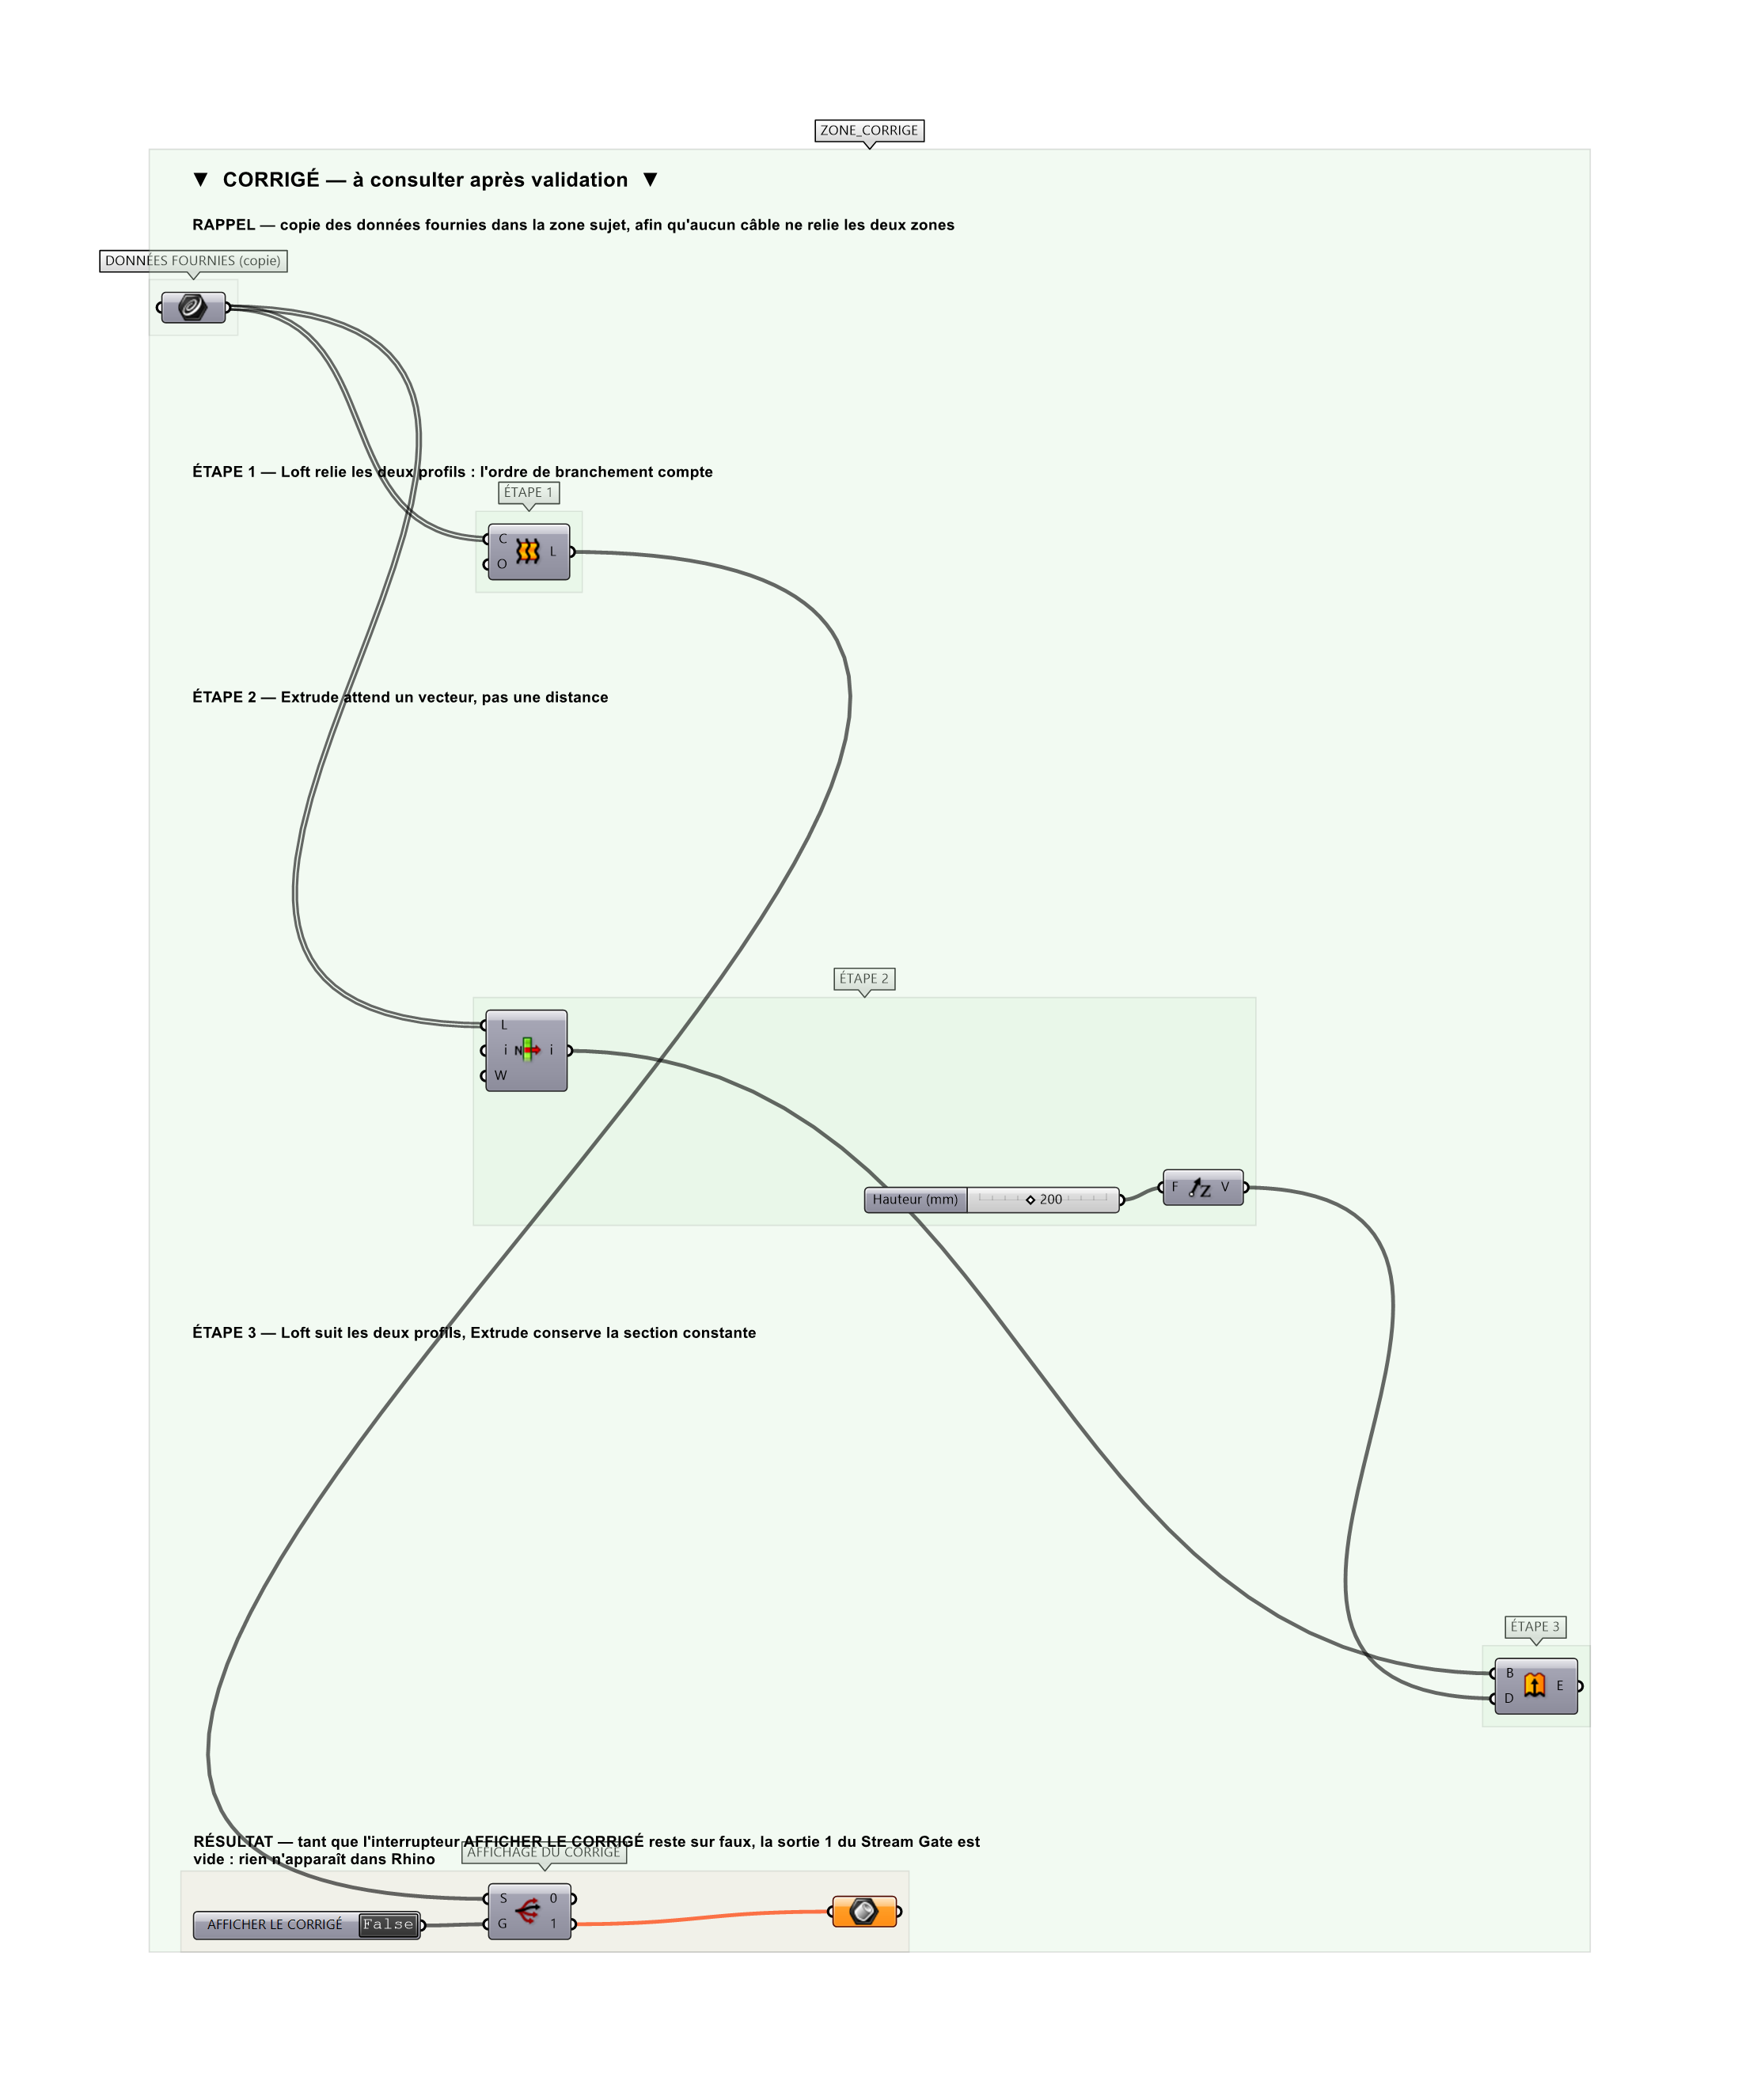 ZONE_CORRIGE
▼ CORRIGÉ — à consulter après validation ▼
RAPPEL — copie des données fournies dans la zone sujet, afin qu'aucun câble ne relie les deux zones
DONNÉES FOURNIES (copie)
ÉTAPE 1 — Loft relie les deux profils : l'ordre de branchement compte
ÉTAPE 1
C
L
O
ÉTAPE 2 — Extrude attend un vecteur, pas une distance
ÉTAPE 2
L
i N i
W
Hauteur (mm) 200
F Z V
ÉTAPE 3 — Loft suit les deux profils, Extrude conserve la section constante
ÉTAPE 3
B
E
D
RÉSULTAT — tant que l'interrupteur AFFICHER LE CORRIGÉ reste sur faux, la sortie 1 du Stream Gate est
vide : rien n'apparaît dans Rhino
AFFICHAGE DU CORRIGÉ
S 0
G 1
AFFICHER LE CORRIGÉ False